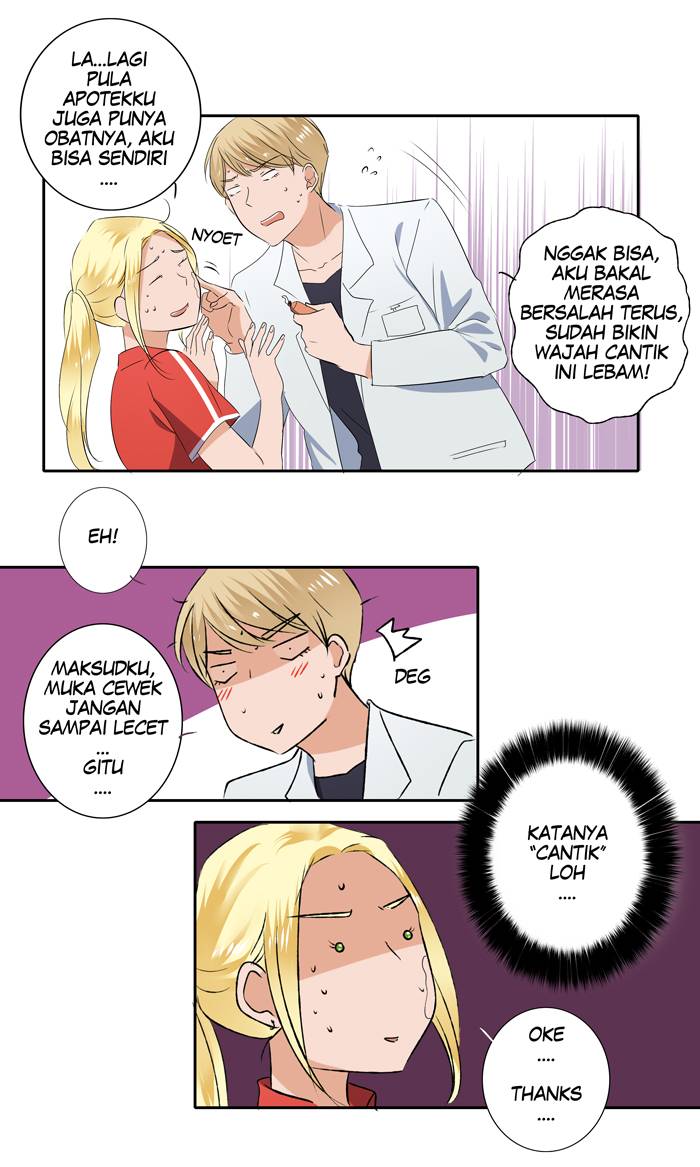 LA...LAGI
PULA
APOTEKKU
JUGA PUNYA
OBATNYA, AKU
BISA SENDIRI
....
NYOET
NGGAK BISA,
AKU BAKAL
MERASA
BERSALAH TERUS,
SUDAH BIKIN
WAJAH CANTIK
INI LEBAM!
EH!
MAKSUDKU,
MUKA CEWEK
JANGAN
SAMPAI LECET
...
GITU
....
DEG
KATANYA
"CANTIK"
LOH
....
OKE
....
THANKS
....